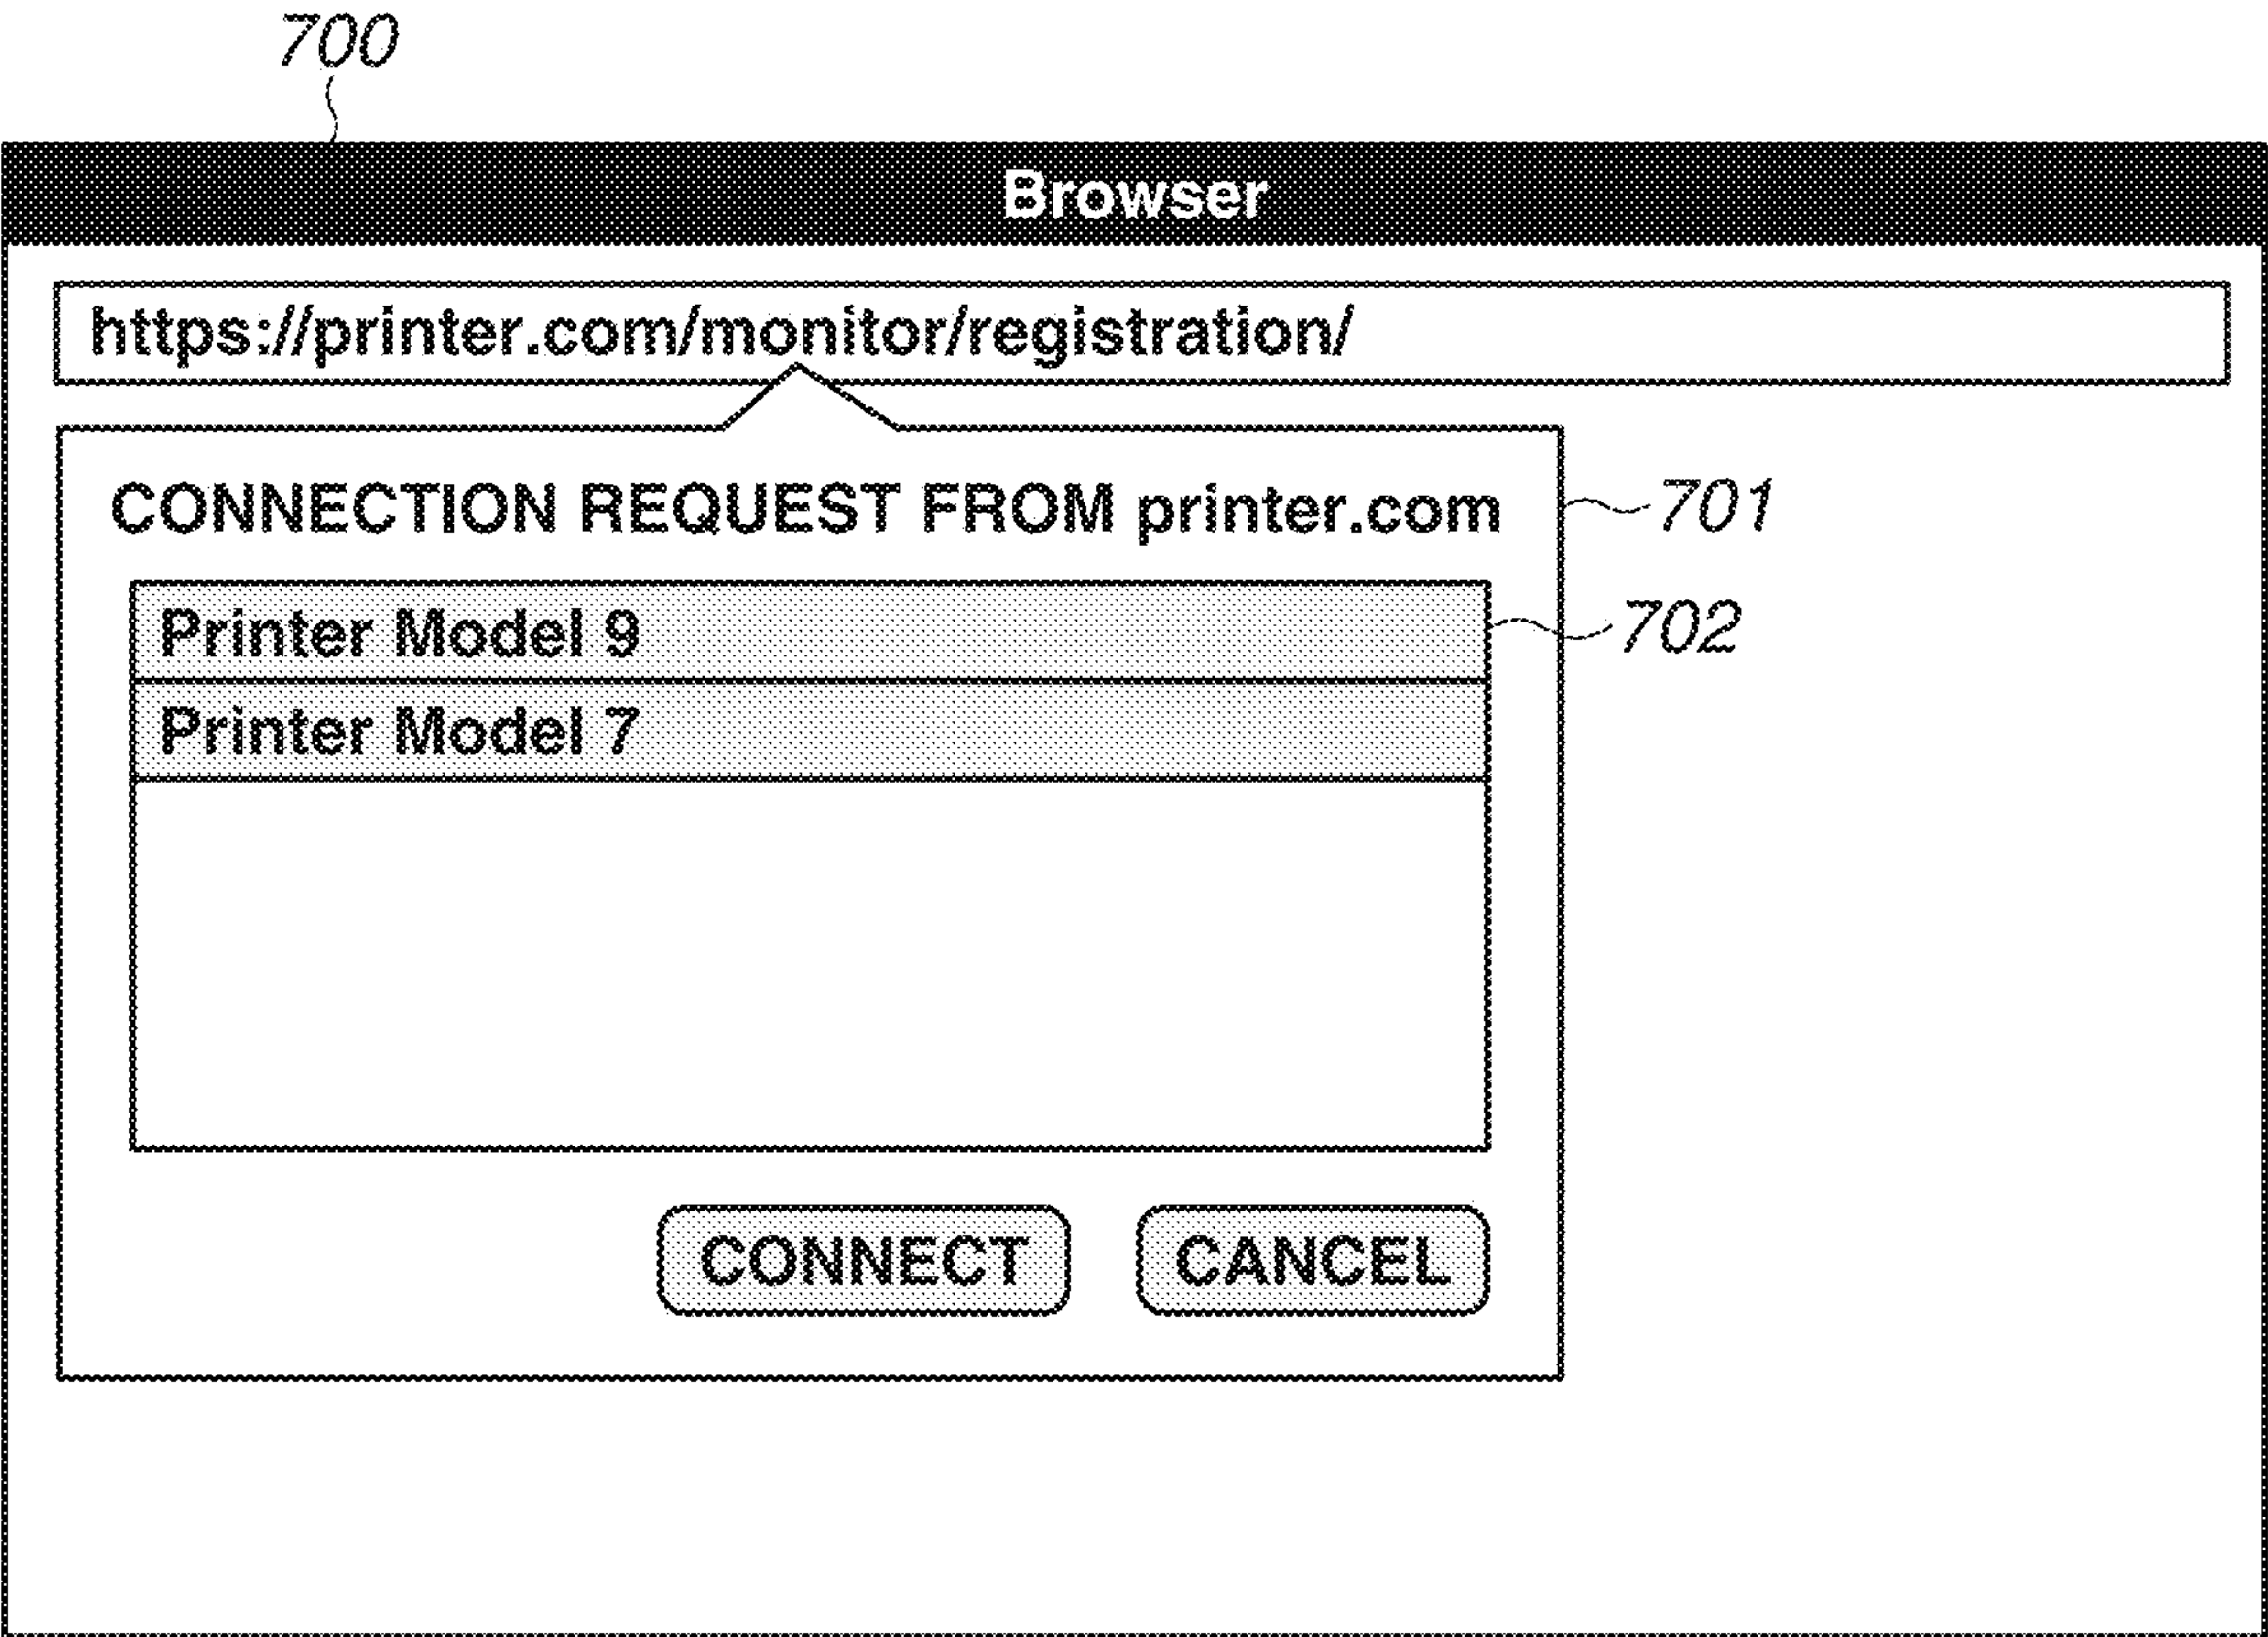 700
Browser
https://printer.com/monitor/registration/
CONNECTION REQUEST FROM printer.com
701
Printer Model 9
702
Printer Model 7
CONNECT
CANCEL